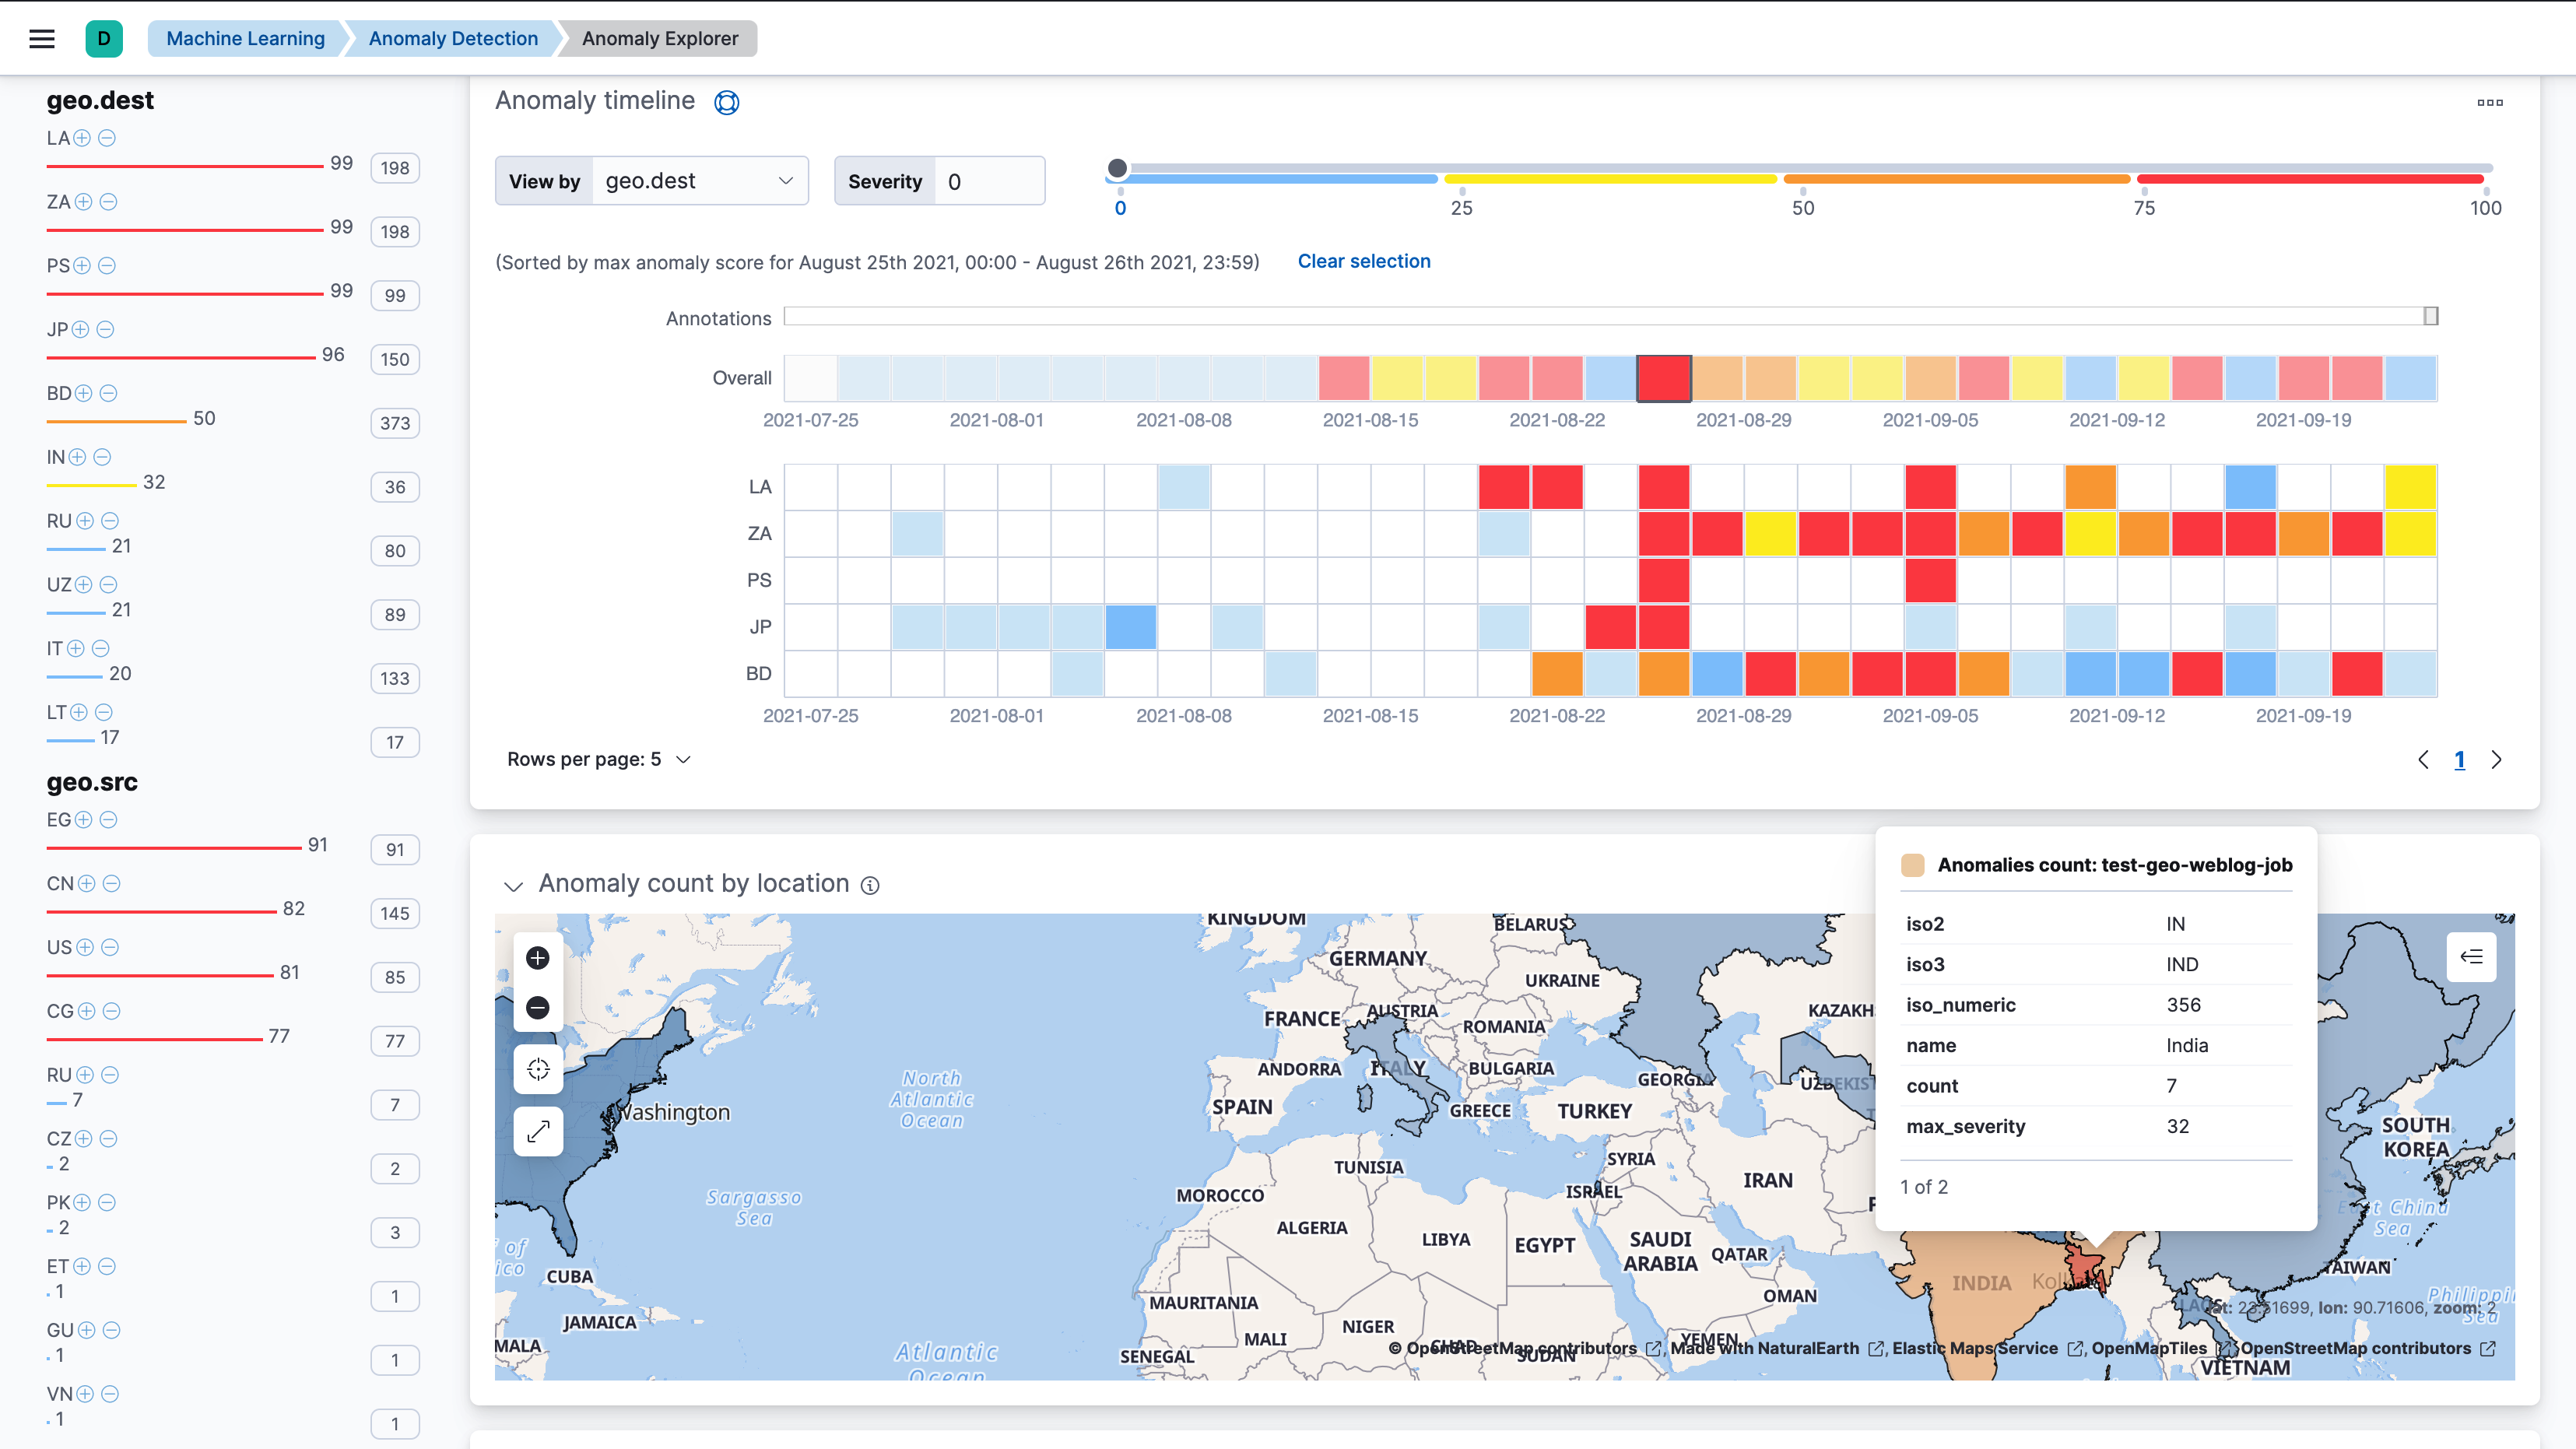 D Machine Learning Anomaly Detection Anomaly Explorer
geo.dest
LA
99 198
ZA
99 198
PS
99 99
JP
96 150
BD
50 373
IN
32 36
RU
21 80
UZ
21 89
IT
20 133
LT
17 17
geo.src
EG
91 91
CN
82 145
US
81 85
CG
77 77
RU
7 7
CZ
2 2
PK
2 3
ET
1 1
GU
1 1
VN
1 1
Anomaly timeline
View by geo.dest Severity 0
0 25 50 75 100
(Sorted by max anomaly score for August 25th 2021, 00:00 - August 26th 2021, 23:59) Clear selection
Annotations
Overall
2021-07-25 2021-08-01 2021-08-08 2021-08-15 2021-08-22 2021-08-29 2021-09-05 2021-09-12 2021-09-19
LA
ZA
PS
JP
BD
2021-07-25 2021-08-01 2021-08-08 2021-08-15 2021-08-22 2021-08-29 2021-09-05 2021-09-12 2021-09-19
Rows per page: 5 1
Anomaly count by location
Anomalies count: test-geo-weblog-job
iso2 IN
iso3 IND
iso_numeric 356
name India
count 7
max_severity 32
1 of 2
KINGDOM
BELARUS
GERMANY
UKRAINE
FRANCE
AUSTRIA
ROMANIA
KAZAKH
ANDORRA
ITALY
BULGARIA
GEORGIA
UZBEKIST
SPAIN
GREECE
TURKEY
North
Atlantic
Ocean
Washington
SOUTH
KOREA
TUNISIA
SYRIA
IRAN
MOROCCO
ISRAEL
Sargasso
Sea
ALGERIA
LIBYA
EGYPT
SAUDI
ARABIA
QATAR
East China
Sea
of
ico
CUBA
INDIA
TAIWAN
MAURITANIA
OMAN
JAMAICA
LAOS
lon: 90.71606, zoom: 2
Philippi
Sea
MALA
MALI
NIGER
CHAD
SUDAN
YEMEN
SENEGAL
Atlantic
Ocean
VIETNAM
© OpenStreetMap contributors , Made with NaturalEarth , Elastic Maps Service , OpenMapTiles OpenStreetMap contributors